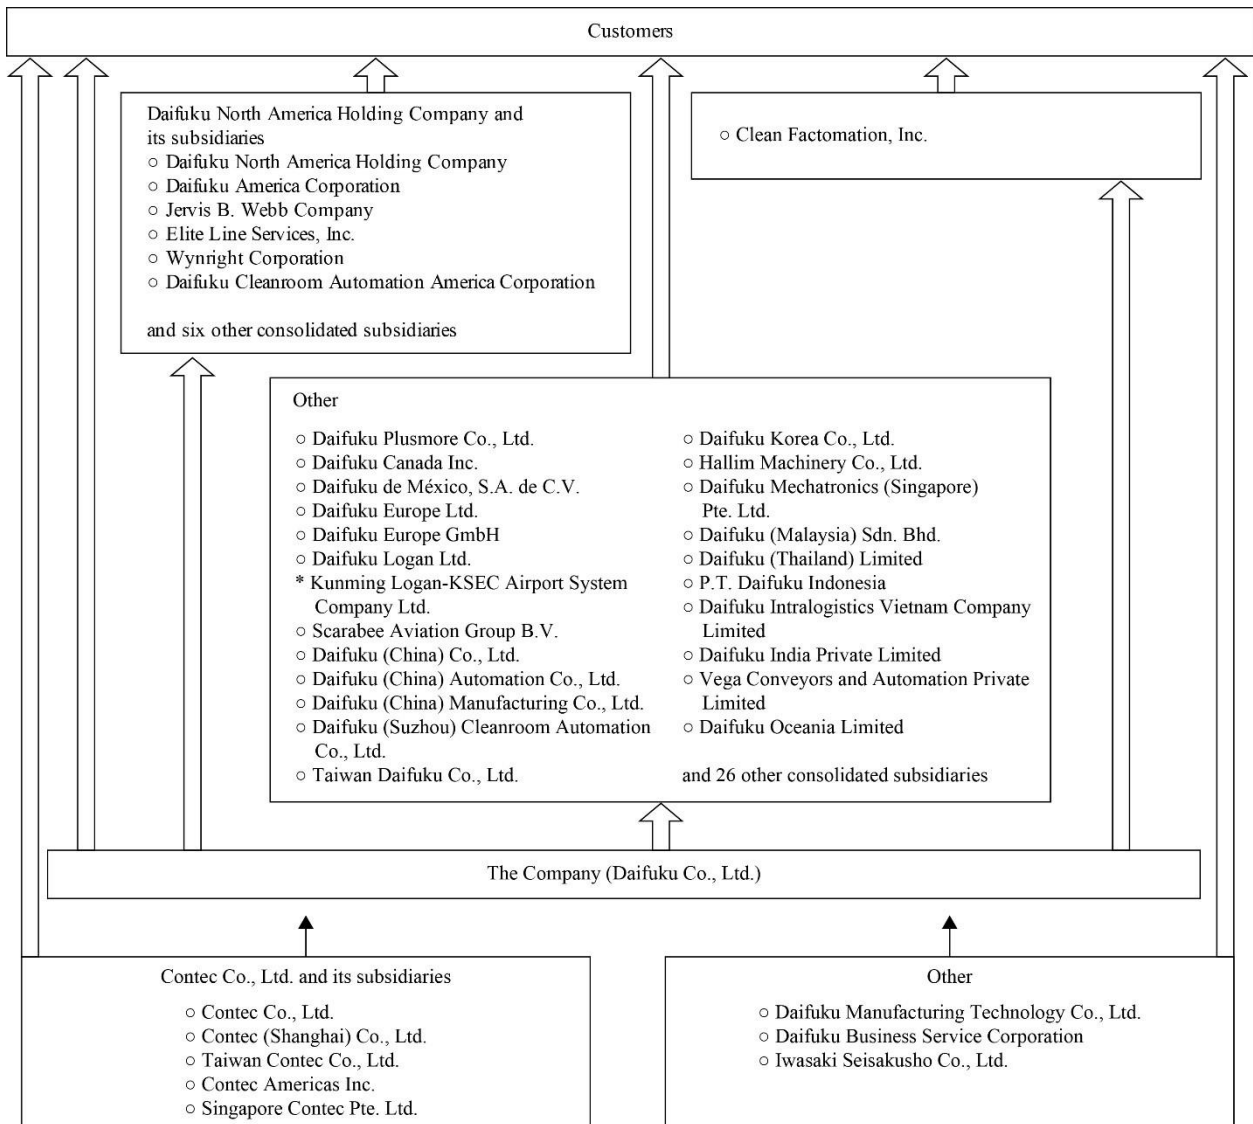 Customers
Daifuku North America Holding Company and
its subsidiaries
○ Daifuku North America Holding Company
○ Daifuku America Corporation
○ Jervis B. Webb Company
○ Elite Line Services, Inc.
○ Wynright Corporation
○ Daifuku Cleanroom Automation America Corporation
and six other consolidated subsidiaries
○ Clean Factomation, Inc.
Other
○ Daifuku Plusmore Co., Ltd.
○ Daifuku Canada Inc.
○ Daifuku de México, S.A. de C.V.
○ Daifuku Europe Ltd.
○ Daifuku Europe GmbH
○ Daifuku Logan Ltd.
* Kunming Logan-KSEC Airport System
Company Ltd.
○ Scarabee Aviation Group B.V.
○ Daifuku (China) Co., Ltd.
○ Daifuku (China) Automation Co., Ltd.
○ Daifuku (China) Manufacturing Co., Ltd.
○ Daifuku (Suzhou) Cleanroom Automation
Co., Ltd.
○ Taiwan Daifuku Co., Ltd.
○ Daifuku Korea Co., Ltd.
○ Hallim Machinery Co., Ltd.
○ Daifuku Mechatronics (Singapore)
Pte. Ltd.
○ Daifuku (Malaysia) Sdn. Bhd.
○ Daifuku (Thailand) Limited
○ P.T. Daifuku Indonesia
○ Daifuku Intralogistics Vietnam Company
Limited
○ Daifuku India Private Limited
○ Vega Conveyors and Automation Private
Limited
○ Daifuku Oceania Limited
and 26 other consolidated subsidiaries
The Company (Daifuku Co., Ltd.)
Contec Co., Ltd. and its subsidiaries
○ Contec Co., Ltd.
○ Contec (Shanghai) Co., Ltd.
○ Taiwan Contec Co., Ltd.
○ Contec Americas Inc.
○ Singapore Contec Pte. Ltd.
Other
○ Daifuku Manufacturing Technology Co., Ltd.
○ Daifuku Business Service Corporation
○ Iwasaki Seisakusho Co., Ltd.